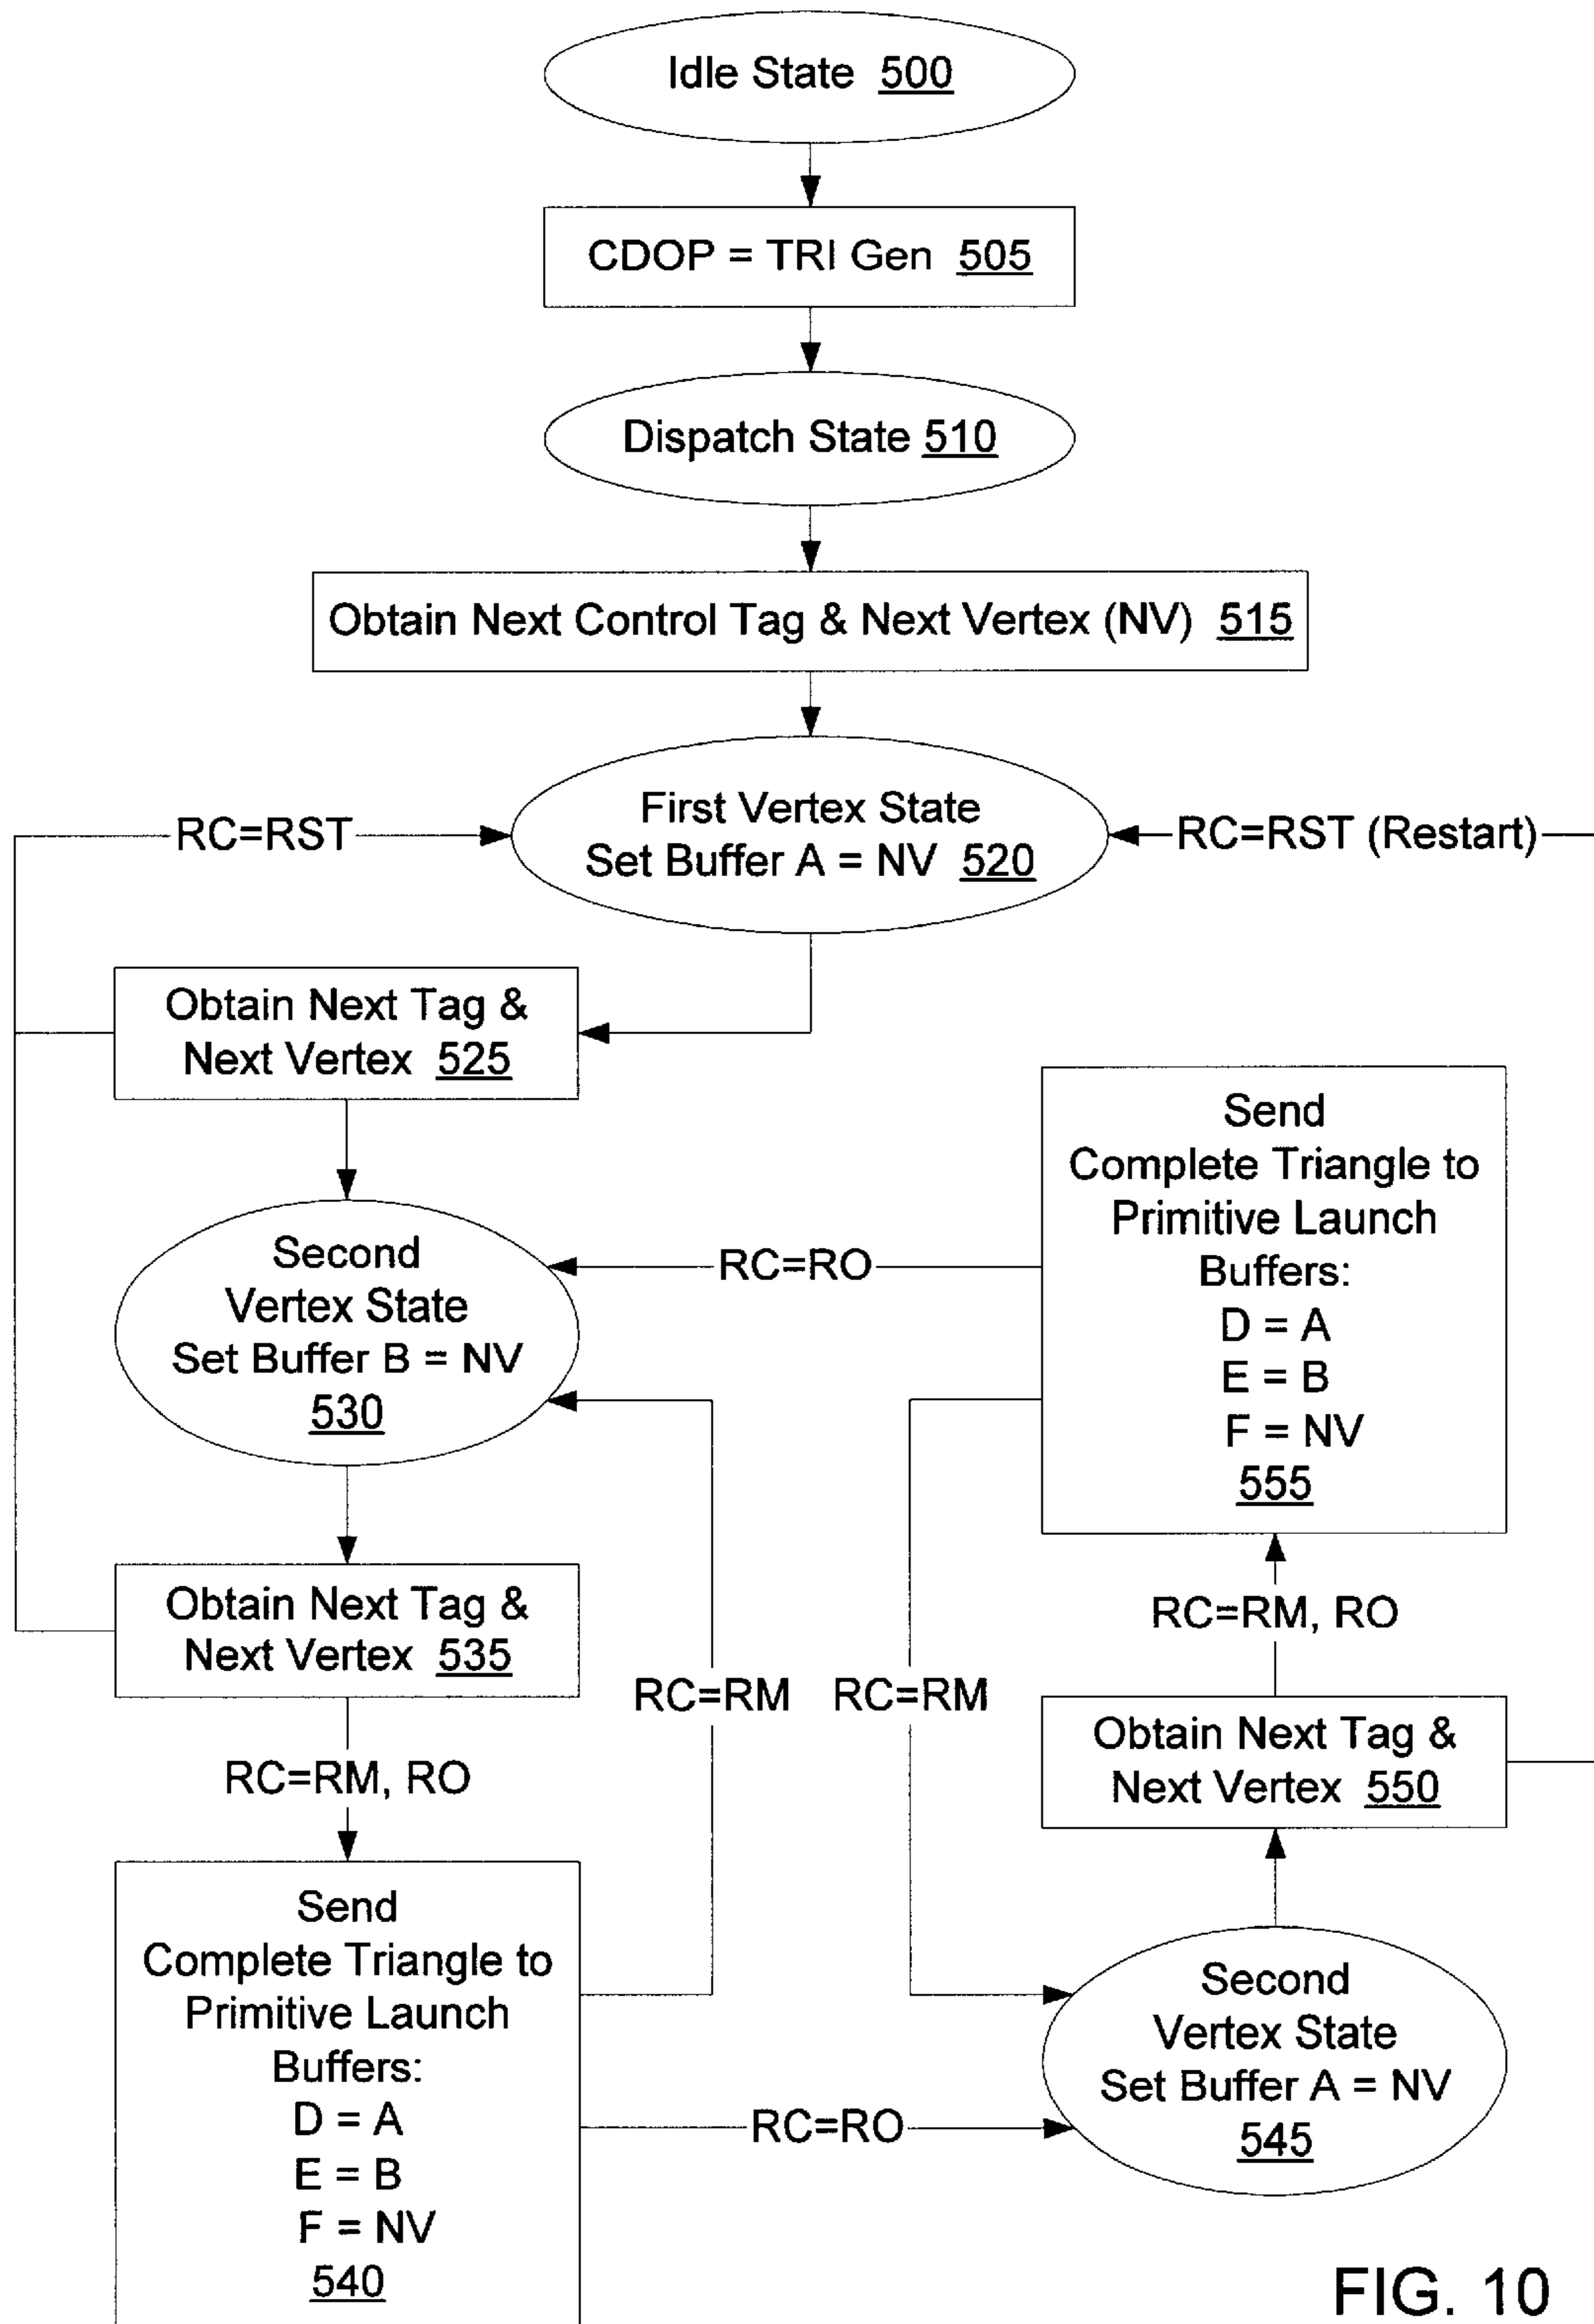 Idle State 500
CDOP = TRI Gen 505
Dispatch State 510
Obtain Next Control Tag & Next Vertex (NV) 515
First Vertex State
Set Buffer A = NV 520
RC=RST
RC=RST (Restart)
Obtain Next Tag &
Next Vertex 525
Second
Vertex State
Set Buffer B = NV
530
RC=RO
Send
Complete Triangle to
Primitive Launch
Buffers:
D = A
E = B
F = NV
555
Obtain Next Tag &
Next Vertex 535
RC=RM, RO
RC=RM
RC=RM
RC=RM, RO
Obtain Next Tag &
Next Vertex 550
Send
Complete Triangle to
Primitive Launch
Buffers:
D = A
E = B
F = NV
540
RC=RO
Second
Vertex State
Set Buffer A = NV
545
FIG. 10